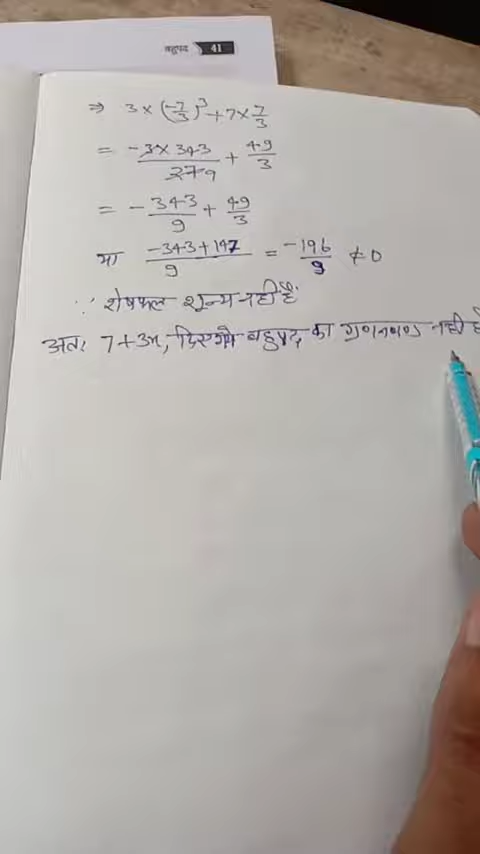 बहुपद 41
⇒ 3 × (-7/3)^3 + 7 × 7/3
= -3 × 343/27 9 + 49/3
= - 343/9 + 49/3
या -343 + 147/9 = -196/9 ≠ 0
∵ शेषफल शून्य नहीं है
अतः 7+3x, दिए गये बहुपद का गुणनखण्ड नहीं है